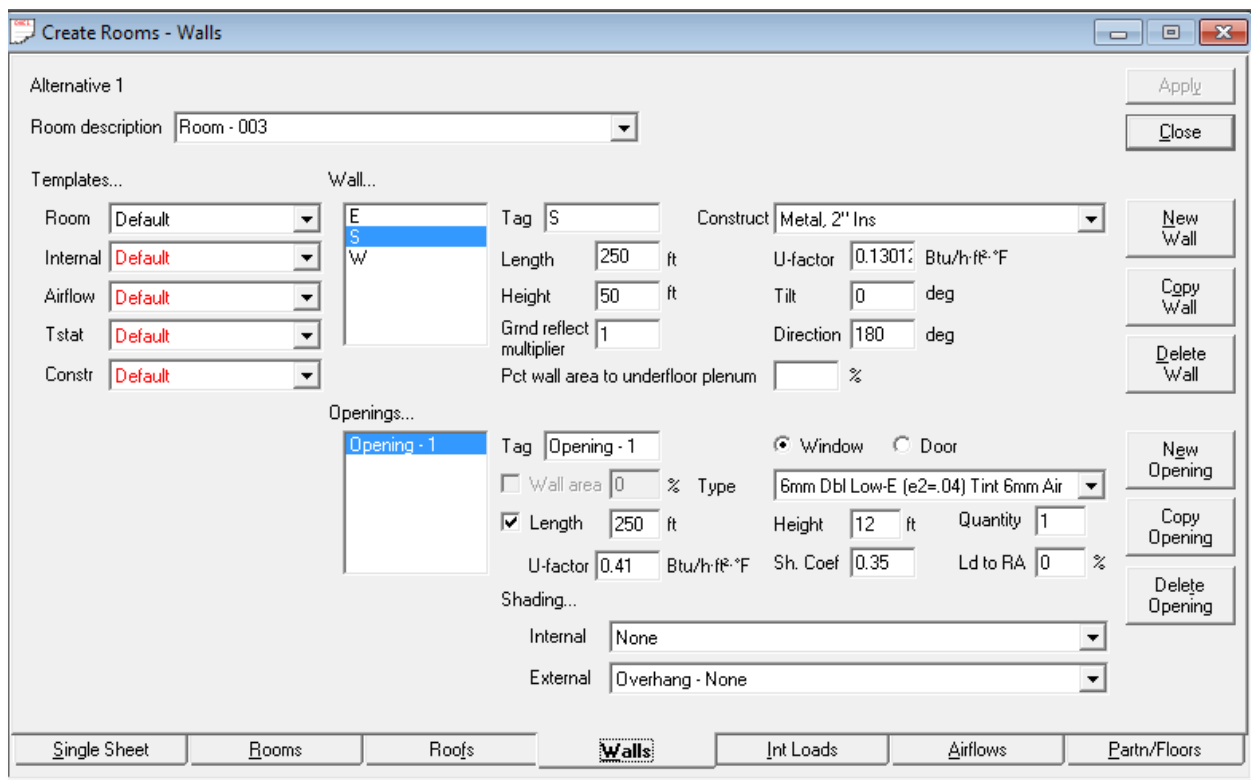 Create Rooms - Walls
Alternative 1
Apply
Room description Room - 003
Close
Templates...
Wall...
Room Default
Internal Default
Airflow Default
Tstat Default
Constr Default
E
S
W
Tag S Construct Metal, 2" Ins
Length 250 ft U-factor 0.1301 Btu/h·ft²·°F
Height 50 ft Tilt 0 deg
Grnd reflect multiplier 1 Direction 180 deg
Pct wall area to underfloor plenum %
New Wall
Copy Wall
Delete Wall
Openings...
Opening - 1
Tag Opening - 1 Window Door
Wall area 0 % Type 6mm Dbl Low-E (e2=.04) Tint 6mm Air
Length 250 ft Height 12 ft Quantity 1
U-factor 0.41 Btu/h·ft²·°F Sh. Coef 0.35 Ld to RA 0 %
New Opening
Copy Opening
Delete Opening
Shading...
Internal None
External Overhang - None
Single Sheet Rooms Roofs Walls Int Loads Airflows Partn/Floors